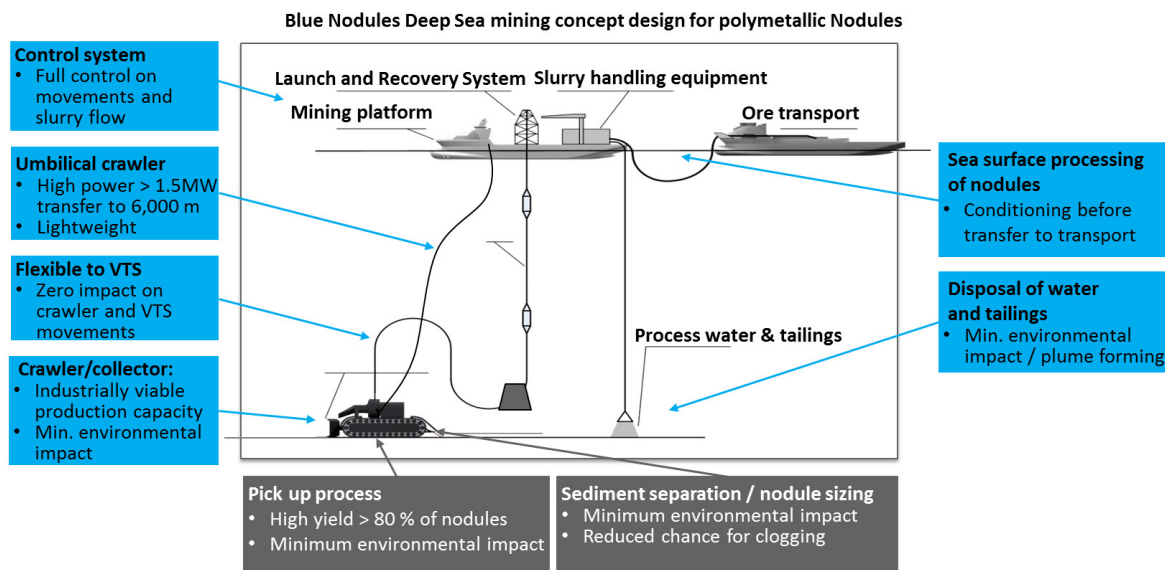 Blue Nodules Deep Sea mining concept design for polymetallic Nodules
Control system
• Full control on
movements and
slurry flow
Umbilical crawler
• High power > 1.5MW
transfer to 6,000 m
• Lightweight
Flexible to VTS
• Zero impact on
crawler and VTS
movements
Crawler/collector:
• Industrially viable
production capacity
• Min. environmental
impact
Launch and Recovery System
Slurry handling equipment
Mining platform
Ore transport
Process water & tailings
Sea surface processing
of nodules
• Conditioning before
transfer to transport
Disposal of water
and tailings
• Min. environmental
impact / plume forming
Pick up process
• High yield > 80 % of nodules
• Minimum environmental impact
Sediment separation / nodule sizing
• Minimum environmental impact
• Reduced chance for clogging